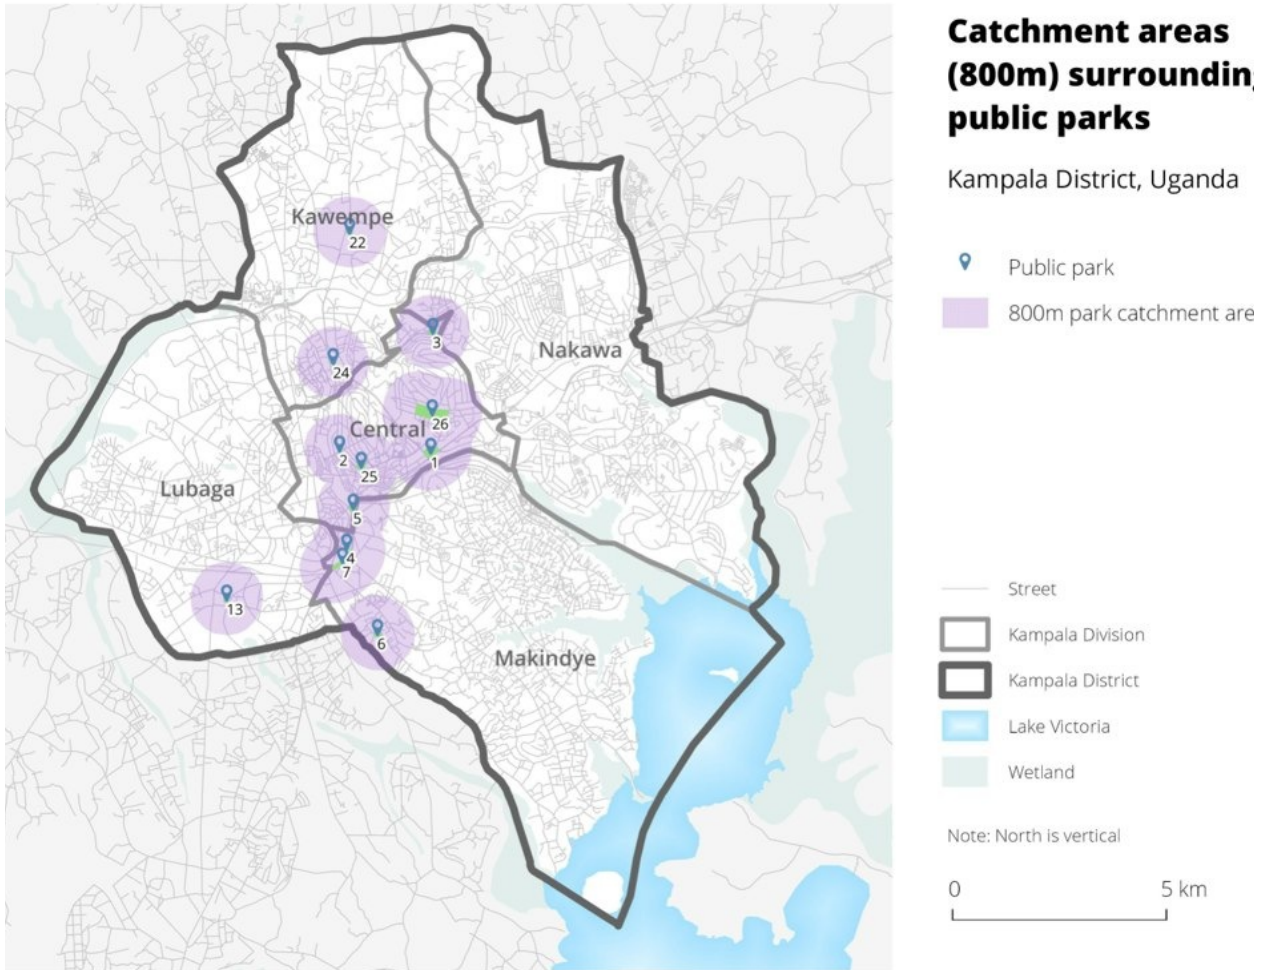 Catchment areas
(800m) surroundin
public parks
Kampala District, Uganda
Public park
800m park catchment are
Kawempe
22
3
Nakawa
24
26
Central
2
1
25
Lubaga
5
4
7
13
6
Makindye
Street
Kampala Division
Kampala District
Lake Victoria
Wetland
Note: North is vertical
0 5 km